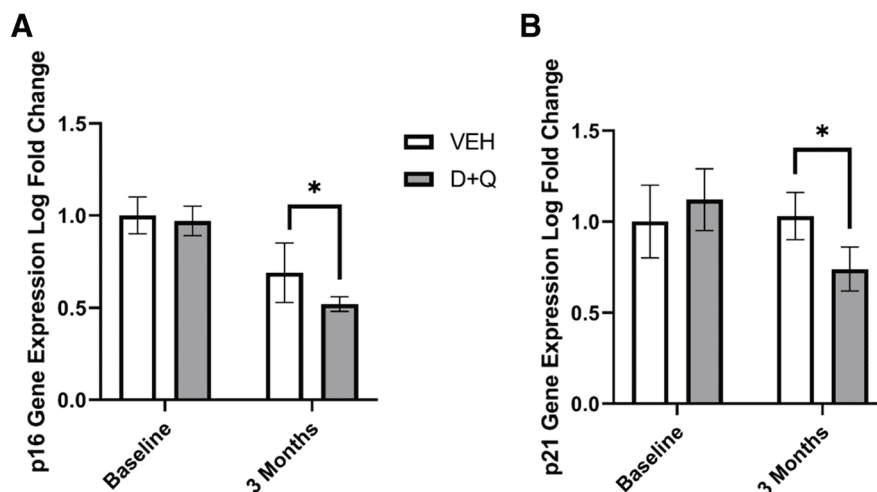 A
p16 Gene Expression Log Fold Change
1.5
1.0
0.5
0.0
Baseline
3 Months
*
VEH
D+Q
B
p21 Gene Expression Log Fold Change
1.5
1.0
0.5
0.0
Baseline
3 Months
*